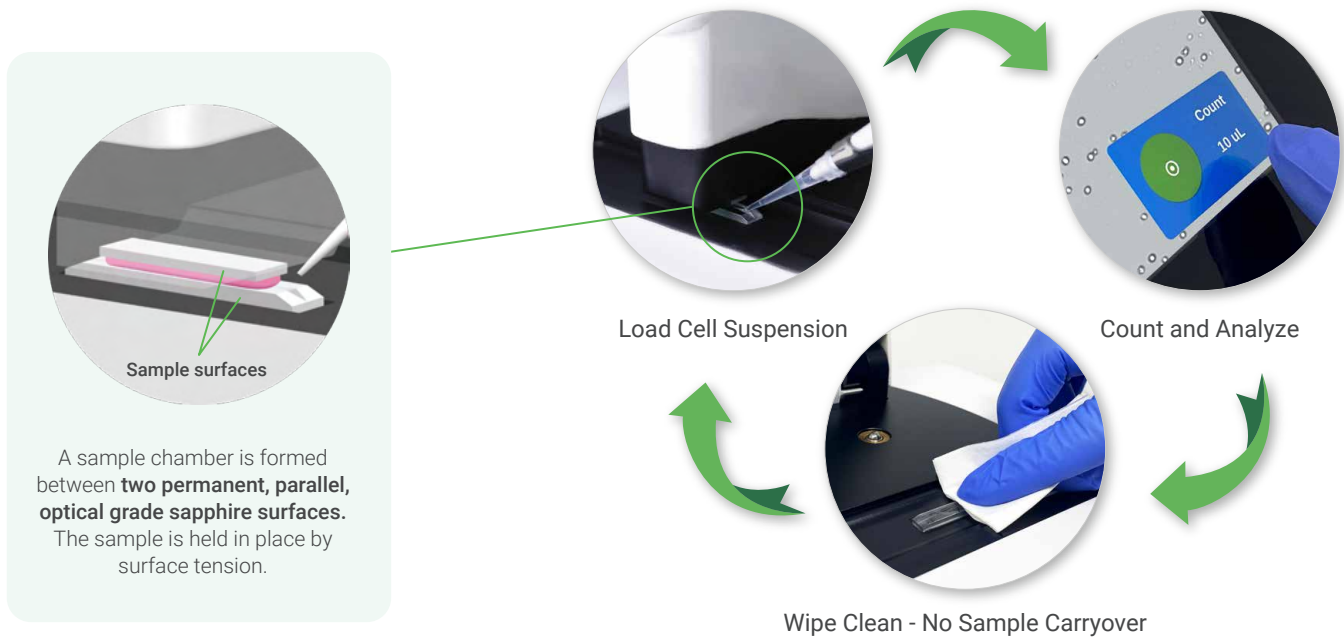 Sample surfaces
A sample chamber is formed
between two permanent, parallel,
optical grade sapphire surfaces.
The sample is held in place by
surface tension.
Load Cell Suspension
Count
10 uL
Count and Analyze
Wipe Clean - No Sample Carryover